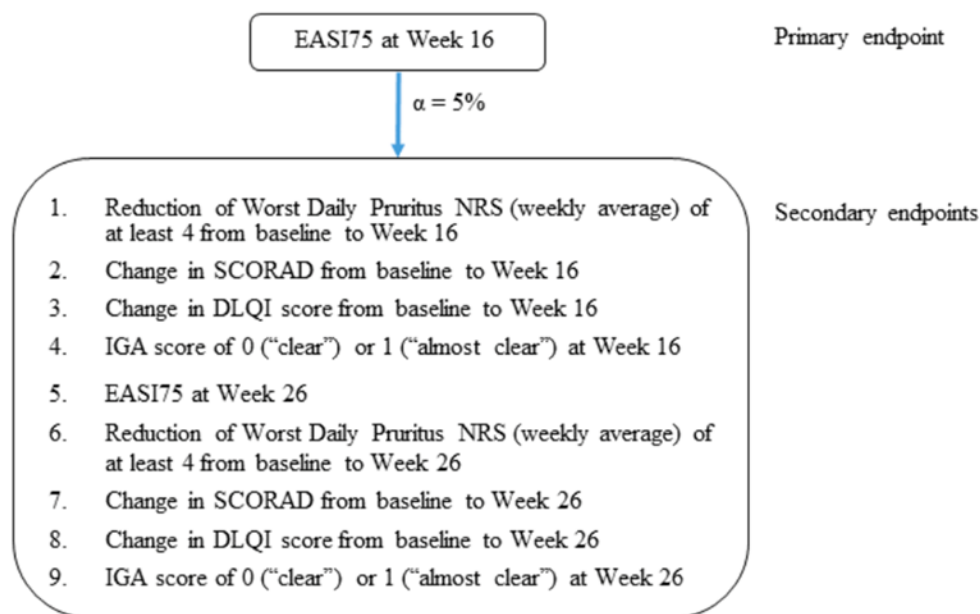 EASI75 at Week 16
Primary endpoint
α = 5%
1. Reduction of Worst Daily Pruritus NRS (weekly average) of
at least 4 from baseline to Week 16
Secondary endpoints
2. Change in SCORAD from baseline to Week 16
3. Change in DLQI score from baseline to Week 16
4. IGA score of 0 (“clear”) or 1 (“almost clear”) at Week 16
5. EASI75 at Week 26
6. Reduction of Worst Daily Pruritus NRS (weekly average) of
at least 4 from baseline to Week 26
7. Change in SCORAD from baseline to Week 26
8. Change in DLQI score from baseline to Week 26
9. IGA score of 0 (“clear”) or 1 (“almost clear”) at Week 26